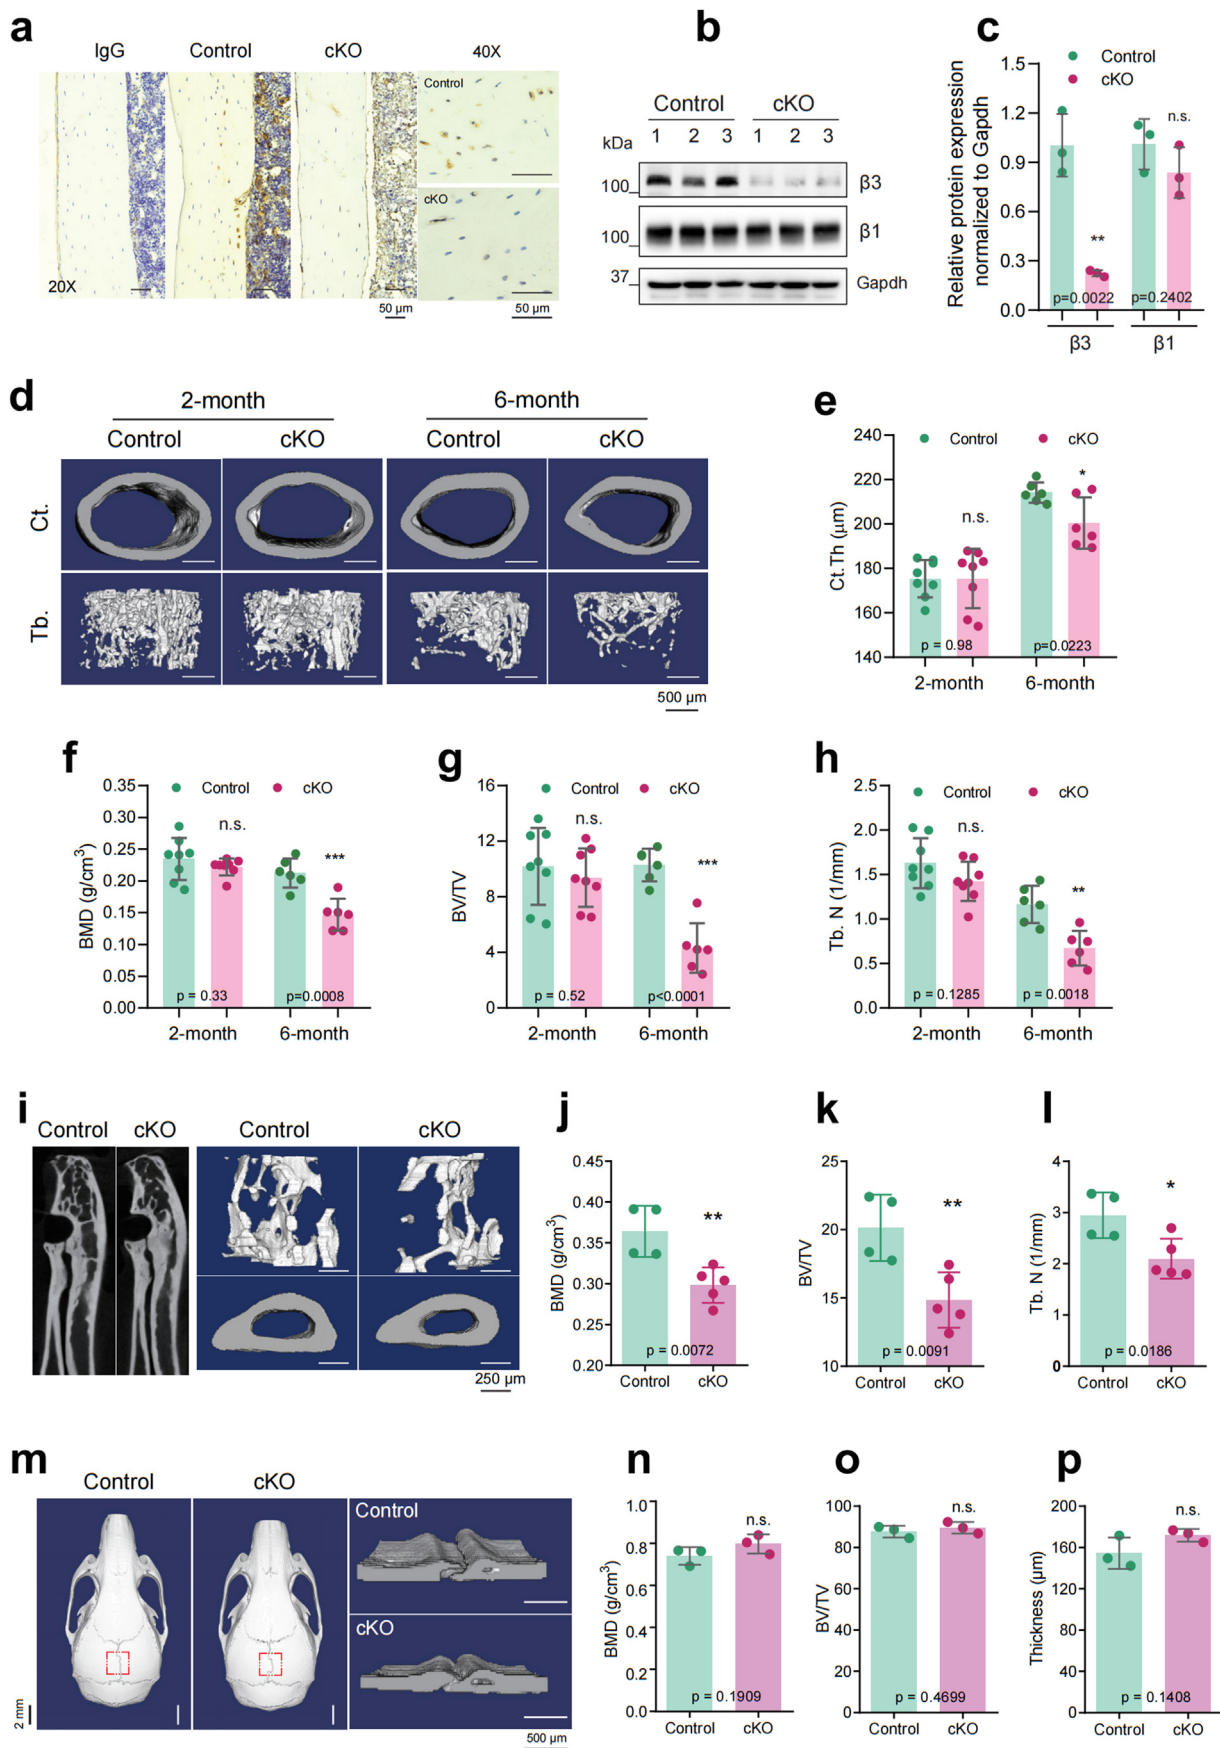 a
IgG
Control
cKO
40X
Control
cKO
20X
50 µm
50 µm
b
Control
cKO
1 2 3 1 2 3
kDa
100
β3
100
β1
37
Gapdh
c
Control
cKO
Relative protein expression
normalized to Gapdh
1.5
1.2
0.9
0.6
0.3
0.0
**
n.s.
p=0.0022
p=0.2402
β3
β1
d
2-month
6-month
Control
cKO
Control
cKO
Ct.
Tb.
500 µm
e
Control
cKO
Ct.Th (µm)
240
220
200
180
160
140
n.s.
*
p = 0.98
p=0.0223
2-month
6-month
f
Control
cKO
BMD (g/cm³)
0.35
0.30
0.25
0.20
0.15
0.10
0.05
0.00
n.s.
***
p = 0.33
p=0.0008
2-month
6-month
g
Control
cKO
BV/TV
16
12
8
4
0
n.s.
***
p = 0.52
p<0.0001
2-month
6-month
h
Control
cKO
Tb. N (1/mm)
2.5
2.0
1.5
1.0
0.5
0.0
n.s.
**
p = 0.1285
p = 0.0018
2-month
6-month
i
Control
cKO
Control
cKO
250 µm
j
BMD (g/cm³)
0.45
0.40
0.35
0.30
0.25
0.20
**
p = 0.0072
Control
cKO
k
BV/TV
25
20
15
10
**
p = 0.0091
Control
cKO
l
Tb. N (1/mm)
4
3
2
1
0
*
p = 0.0186
Control
cKO
m
Control
cKO
Control
cKO
2 mm
500 µm
n
BMD (g/cm³)
1.0
0.8
0.6
0.4
0.2
0.0
n.s.
p = 0.1909
Control
cKO
o
BV/TV
100
80
60
40
20
0
n.s.
p = 0.4699
Control
cKO
p
Thickness (µm)
200
160
120
80
40
0
n.s.
p = 0.1408
Control
cKO